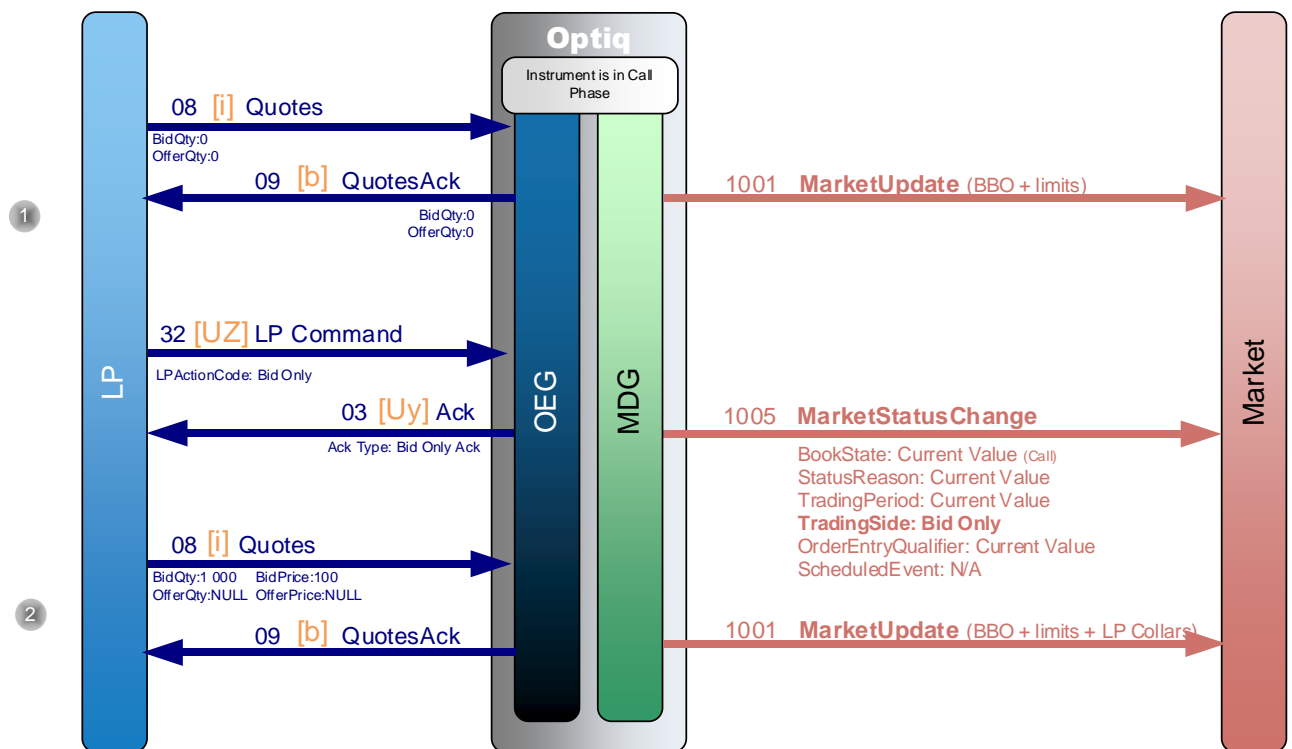 Optiq
Instrument is in Call
Phase
08 [i] Quotes
BidQty:0
OfferQty:0
09 [b] QuotesAck
BidQty:0
OfferQty:0
1001 MarketUpdate (BBO + limits)
1
32 [UZ] LP Command
LPActionCode: Bid Only
03 [Uy] Ack
Ack Type: Bid Only Ack
1005 MarketStatusChange
BookState: Current Value (Call)
StatusReason: Current Value
TradingPeriod: Current Value
TradingSide: Bid Only
OrderEntryQualifier: Current Value
ScheduledEvent: N/A
LP
OEG
MDG
Market
08 [i] Quotes
BidQty:1 000 BidPrice:100
OfferQty:NULL OfferPrice:NULL
2
09 [b] QuotesAck
1001 MarketUpdate (BBO + limits + LP Collars)